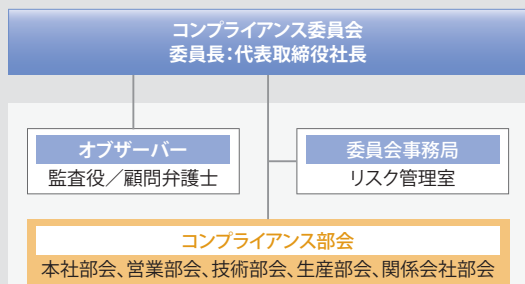 コンプライアンス委員会
委員長:代表取締役社長
オブザーバー
監査役／顧問弁護士
委員会事務局
リスク管理室
コンプライアンス部会
本社部会、営業部会、技術部会、生産部会、関係会社部会